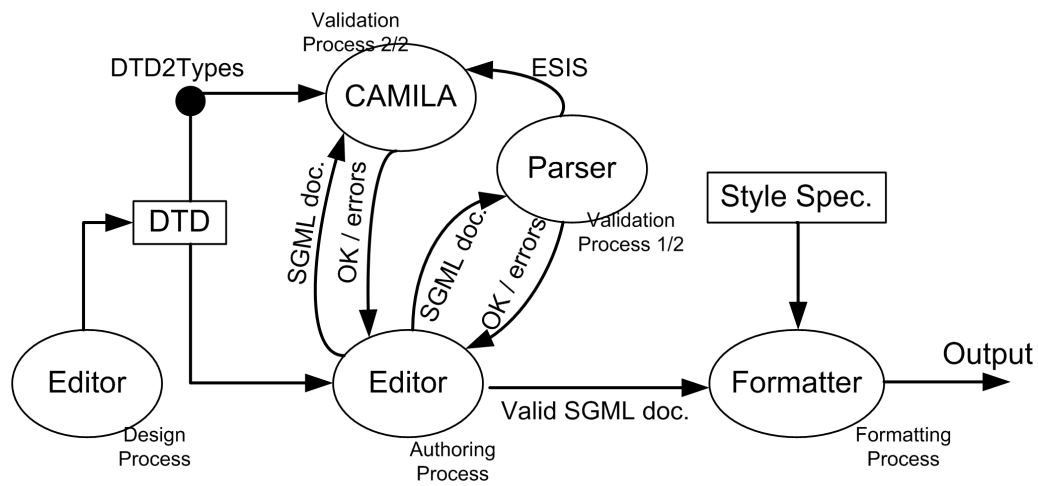 Validation
Process 2/2
DTD2Types
CAMILA
ESIS
Parser
SGML doc.
OK / errors
Style Spec.
DTD
Validation
Process 1/2
SGML doc.
OK / errors
Editor
Editor
Formatter
Output
Valid SGML doc.
Design
Process
Authoring
Process
Formatting
Process